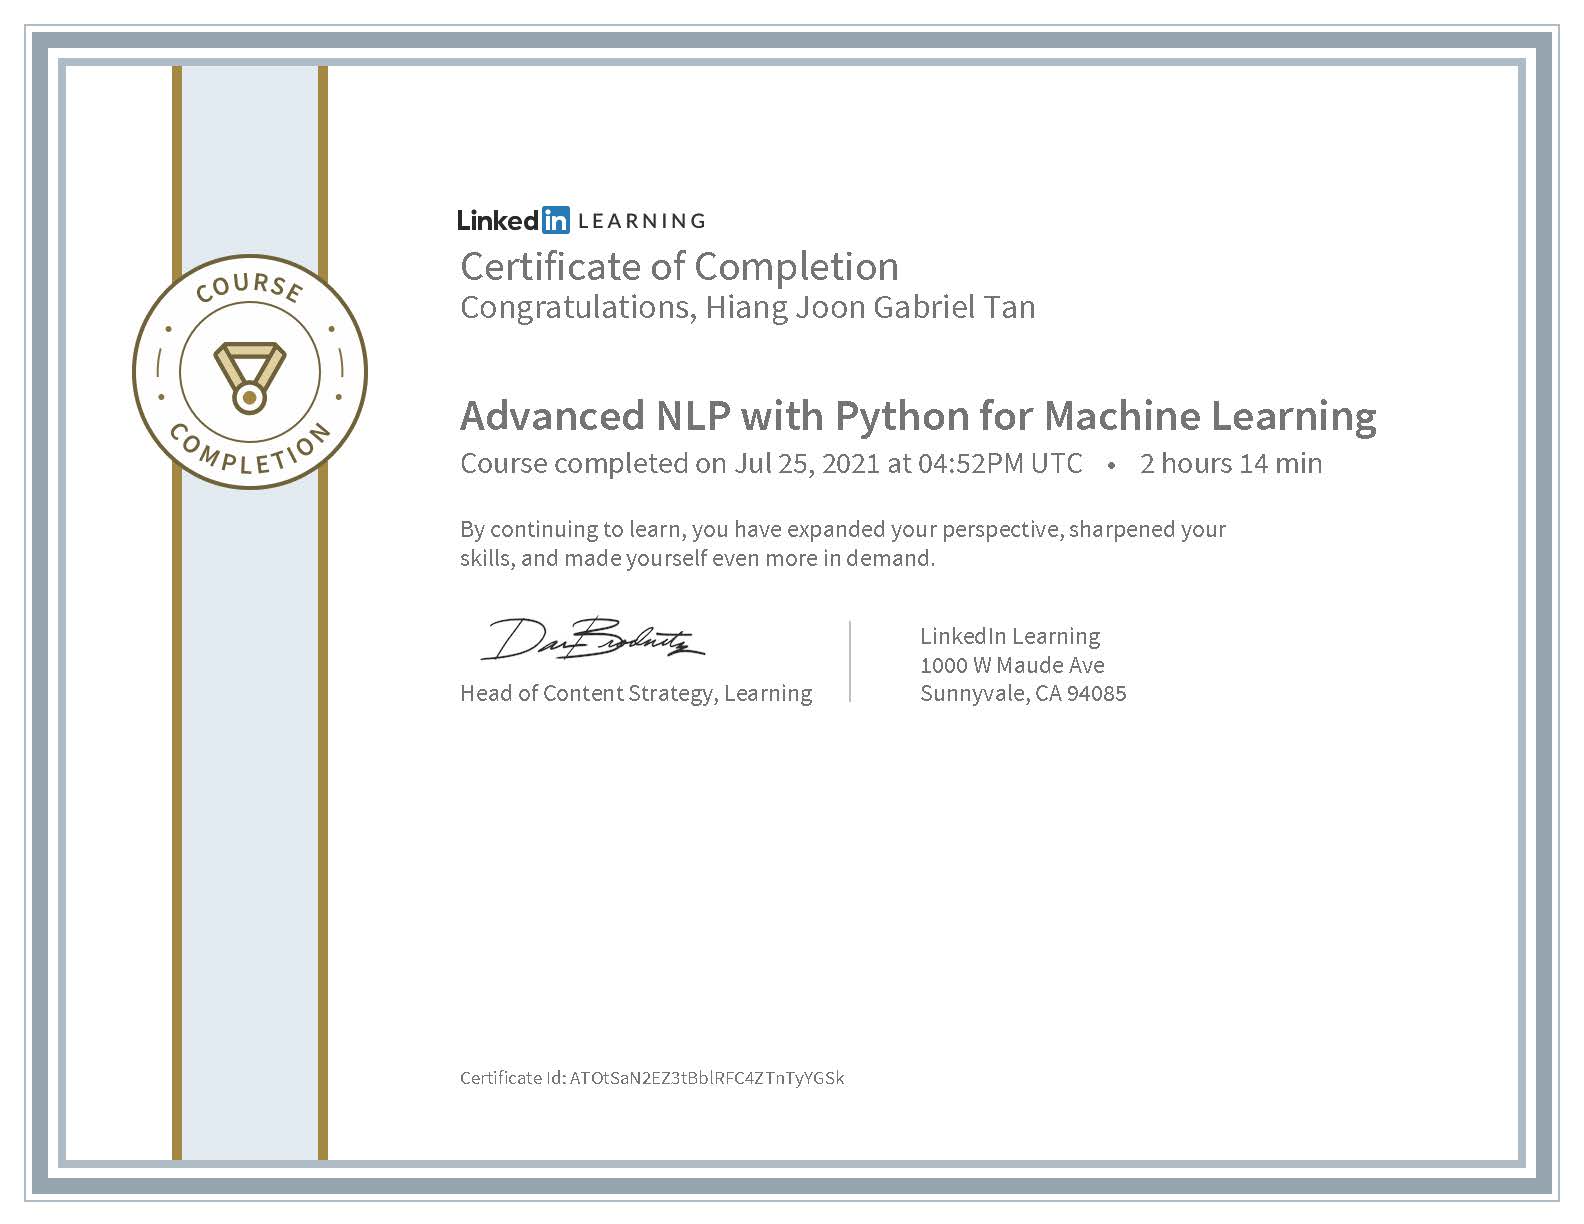 LinkedIn LEARNING
Certificate of Completion
Congratulations, Hiang Joon Gabriel Tan
COURSE
COMPLETION
Advanced NLP with Python for Machine Learning
Course completed on Jul 25, 2021 at 04:52PM UTC • 2 hours 14 min
By continuing to learn, you have expanded your perspective, sharpened your
skills, and made yourself even more in demand.
Dan Brodnitz
Head of Content Strategy, Learning
LinkedIn Learning
1000 W Maude Ave
Sunnyvale, CA 94085
Certificate Id: ATOtSaN2EZ3tBblRFC4ZTnTyYGSk